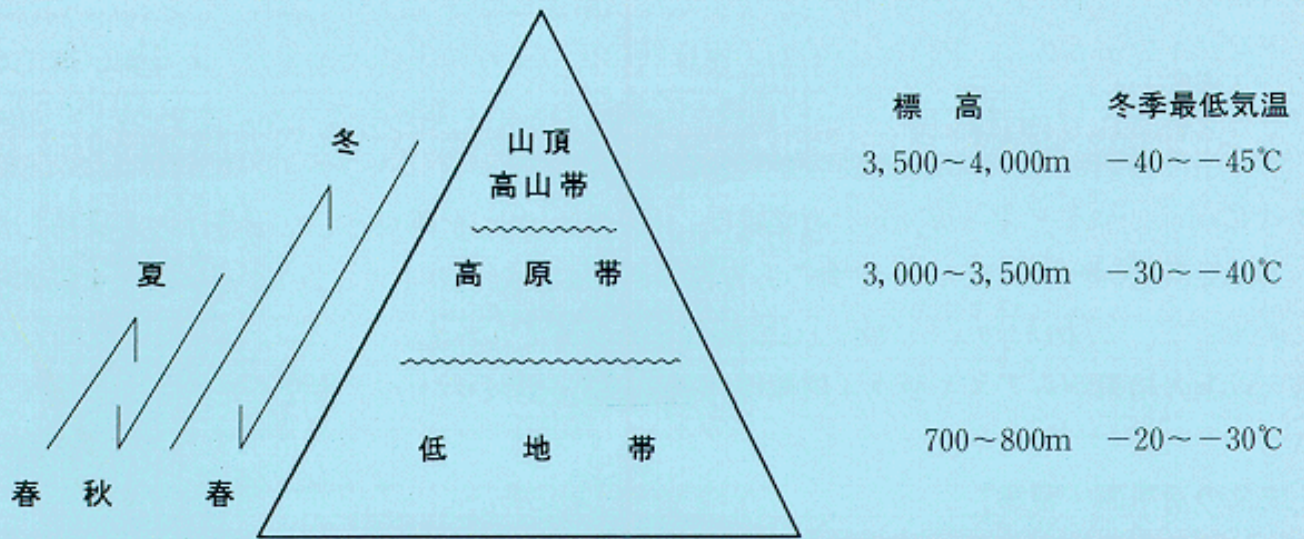 標 高 冬季最低気温
冬 山頂 3,500～4,000m －40～－45℃
高山帯
夏 高 原 帯 3,000～3,500m －30～－40℃
低 地 帯 700～800m －20～－30℃
春 秋 春